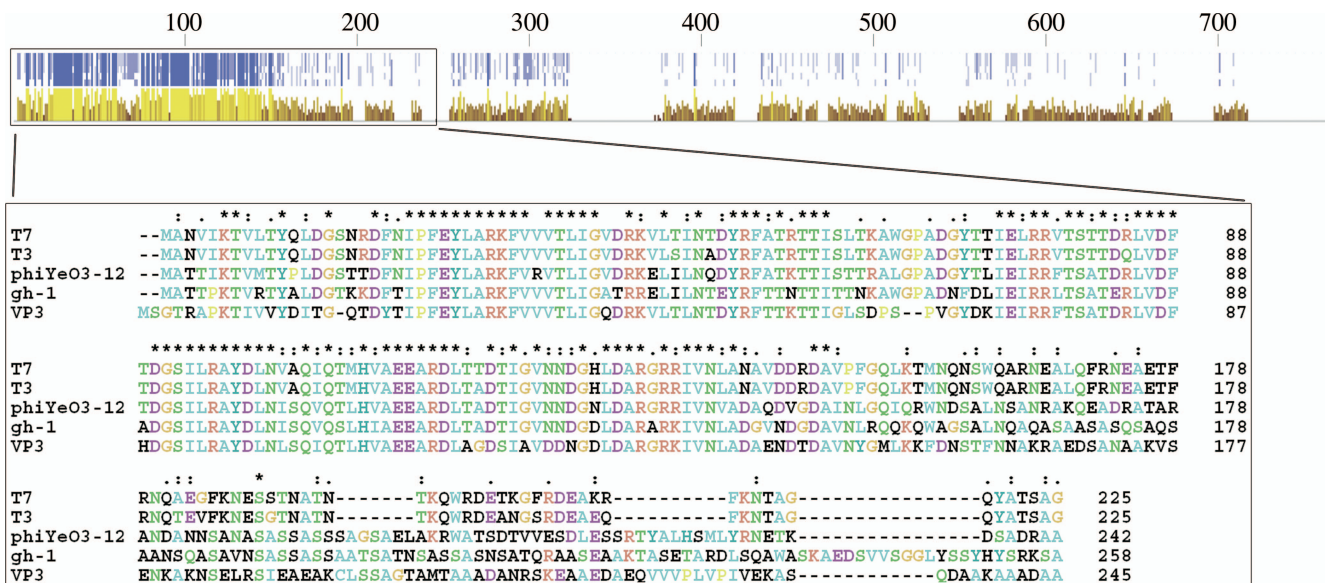 100 200 300 400 500 600 700
T7 --MANVIKTVLTYQLDGSNRDFNIPFEYLARKFVVVTLIGVDRKVLTINTDYRFATRTTISLTKAWGPADGYTTIELRRVTSTTDRLVDF 88
T3 --MANVIKTVLTYQLDGSNRDFNIPFEYLARKFVVVTLIGVDRKVLSINADYRFATRTTISLTKAWGPADGYTTIELRRVTSTTDQLVDF 88
phiYeO3-12 --MATTIKTVMTYPLDGSTTDFNIPFEYLARKFVRVTLIGVDRKELILNQDYRFATKTTISTTRALGPADGYTLIEIRRFTSATDRLVDF 88
gh-1 --MATTPKTVRTYALDGTKKDFTIPFEYLARKFVVVTLIGATRRELILNTEYRFTTNTTITTNKAWGPADNFDLIEIRRLTSATERLVDF 88
VP3 MSGTRAPKTIVVYDITG-QTDYTIPFEYLARKFVVVTLIGQDRKVLTLNTDYRFTTKTTIGLSDPS--PVGYDKIEIRRFTSATDRLVDF 87
T7 TDGSILRAYDLNVAQIQTMHVAEEARDLTTDTIGVNNDGHLDARGRRIVNLANAVDDRDAVPFGQLKTMNQNSWQARNEALQFRNEAETF 178
T3 TDGSILRAYDLNVAQIQTMHVAEEARDLTTDTIGVNNDGHLDARGRRIVNLANAVDDRDAVPFGQLKTMNQNSWQARNEALQFRNEAETF 178
phiYeO3-12 TDGSILRAYDLNISQVQTLHVAEEARDLTADTIGVNNDGNLDARGRRIVNVADAQDVGDAINLGQIQRWNDSALNSANRAKQEADRATAR 178
gh-1 ADGSILRAYDLNISQVQSLHIAEEARDLTADTIGVNNDGDLDARARKIVNLADGVNDGDAVNLRQQKQWAGSALNQAQASAASASQSAQS 178
VP3 HDGSILRAYDLNLSQIQTLHVAEEARDLAGDSIAVDDNGDLDARGRKIVNLADAENDTDAVNYGMLKKFDNSTFNNAKRAEDSANAAKVS 177
T7 RNQAEGFKNESSTNATN------TKQWRDETKGFRDEAKR-----------FKNTAG------------QYATSAG 225
T3 RNQTEVFKNESGTNATN------TKQWRDEANGSRDEAEQ-----------FKNTAG------------QYATSAG 225
phiYeO3-12 ANDANNSANASASSASSSAGSAELAKRWATSDTVVESDLESSRTYALHSMLYRNETK------------DSADRAA 242
gh-1 AANSQASAVNSASSASSAATSATNSASSASNSATQRAASEAAKTASETARDLSQAWASKAEDSVVSGGLYSSYHYSRKSA 258
VP3 ENKAKNSELRSIEAEAKCLSSAGTAMTAAADANRSKEAAEDAEQVVVPLVPIVEKAS----------QDAAKAAADAA 245